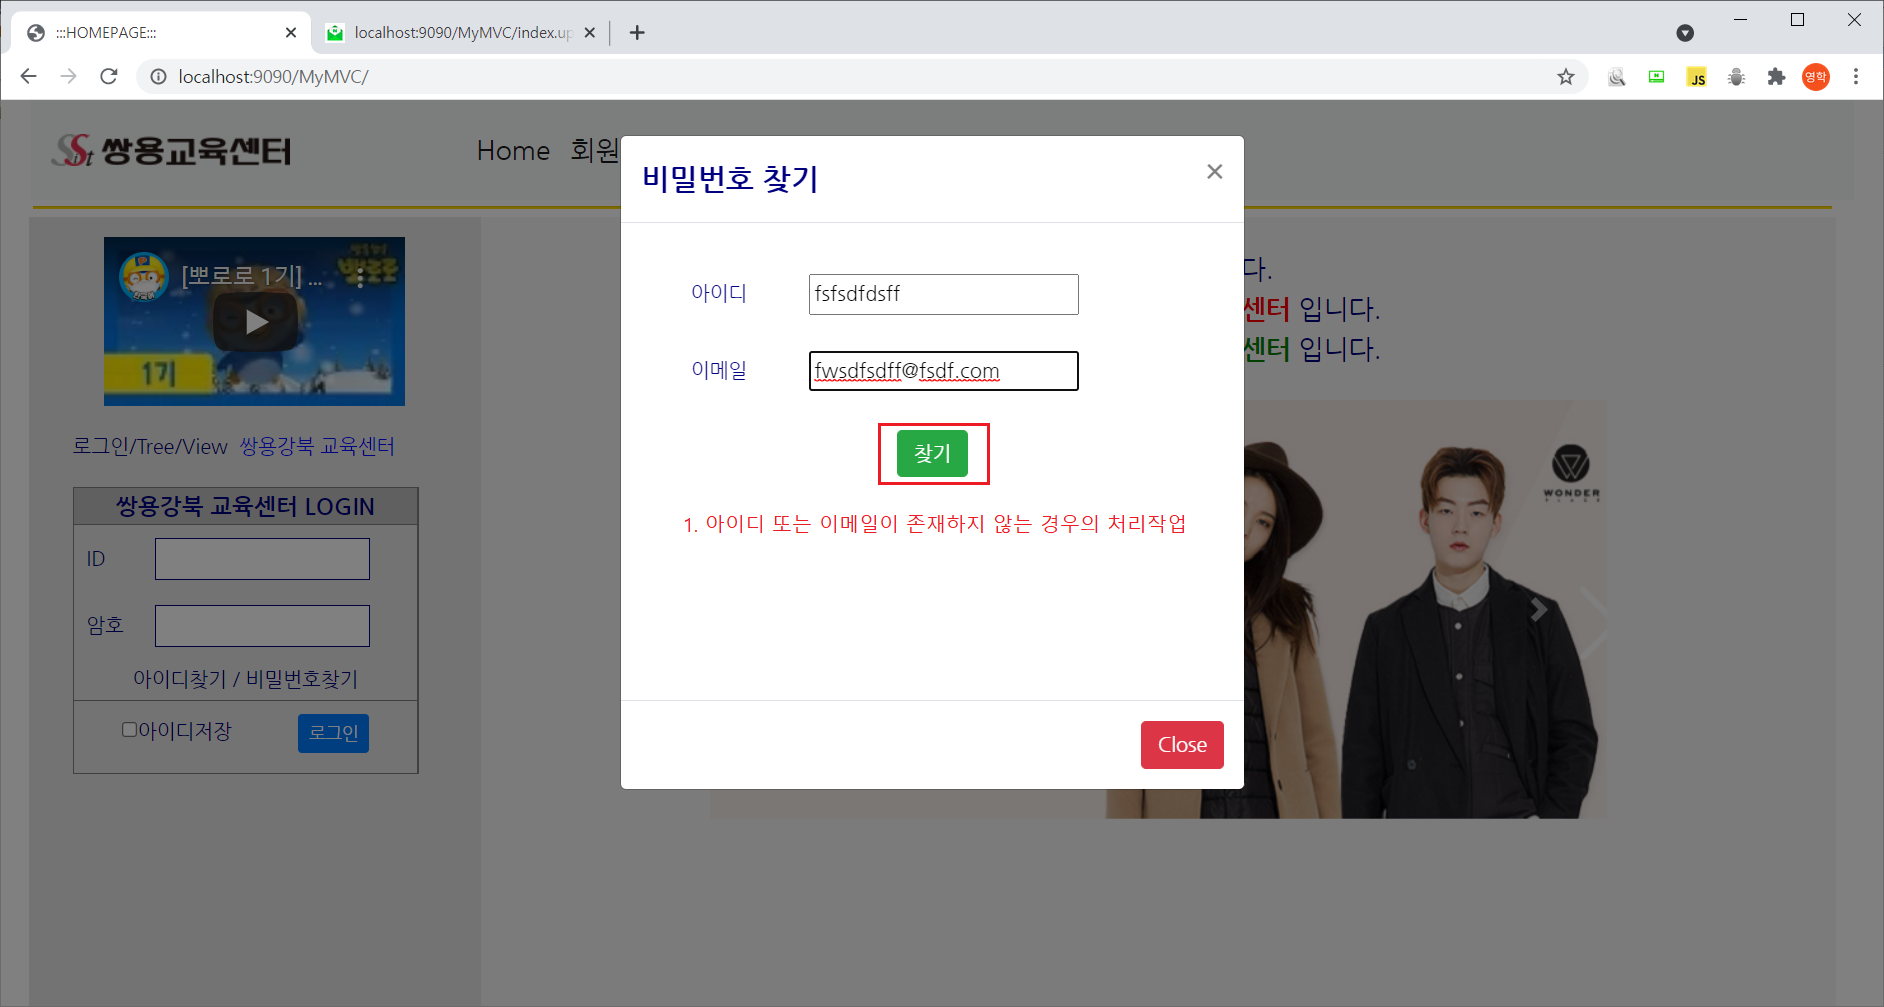 :::HOMEPAGE:::
localhost:9090/MyMVC/index.up
localhost:9090/MyMVC/
JS
영학
Sist 쌍용교육센터
Home 회원
비밀번호 찾기
×
아이디
fsfsdfdsff
이메일
fwsdfsdff@fsdf.com
찾기
1. 아이디 또는 이메일이 존재하지 않는 경우의 처리작업
Close
[뽀로로 1기] ...
1기
로그인/Tree/View 쌍용강북 교육센터
쌍용강북 교육센터 LOGIN
ID
암호
아이디찾기 / 비밀번호찾기
아이디저장
로그인
다.
센터 입니다.
센터 입니다.
WONDER
PLACE